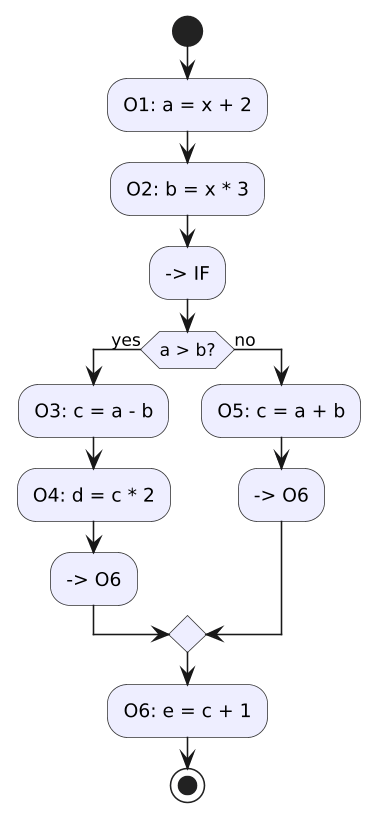 O1: a = x + 2
O2: b = x * 3
-> IF
a > b?
yes
no
O3: c = a - b
O4: d = c * 2
-> O6
O5: c = a + b
-> O6
O6: e = c + 1